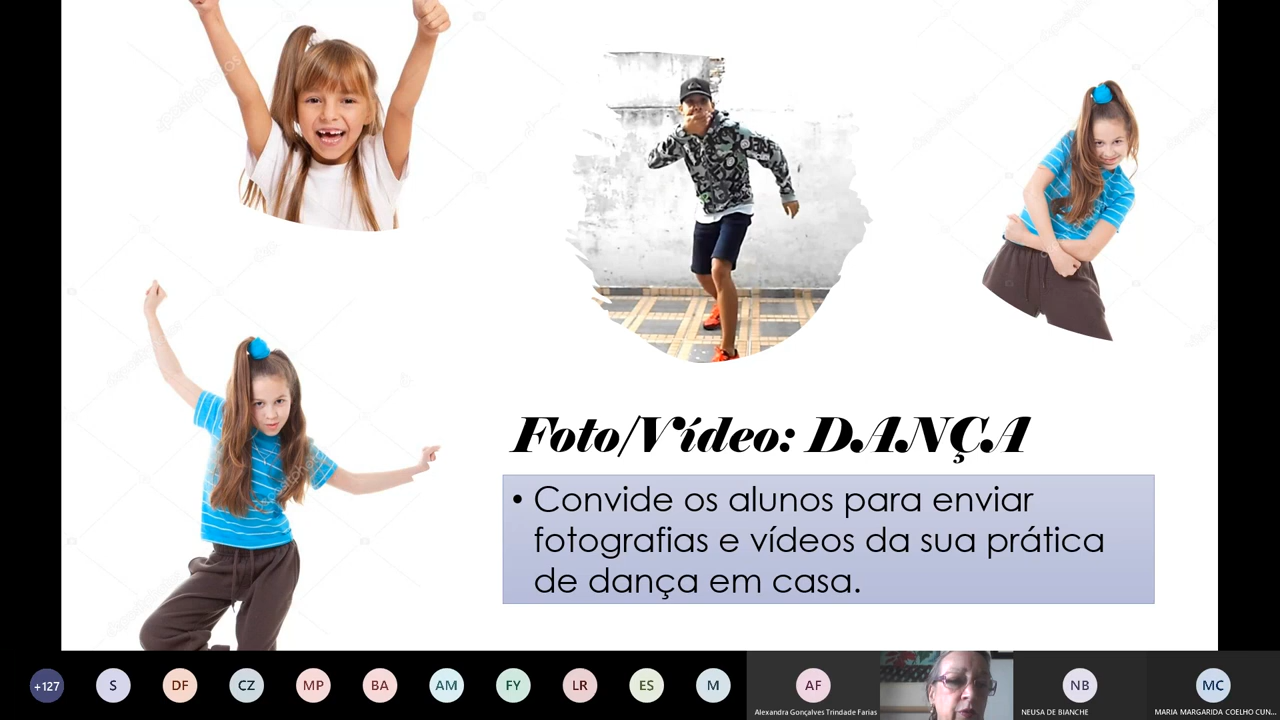 Foto/Vídeo: DANÇA
• Convide os alunos para enviar
fotografias e vídeos da sua prática
de dança em casa.
+127
S
DF
CZ
MP
BA
AM
FY
LR
ES
M
AF
NB
MC
Alexandra Gonçalves Trindade Farias
NEUSA DE BIANCHE
MARIA MARGARIDA COELHO CUN...